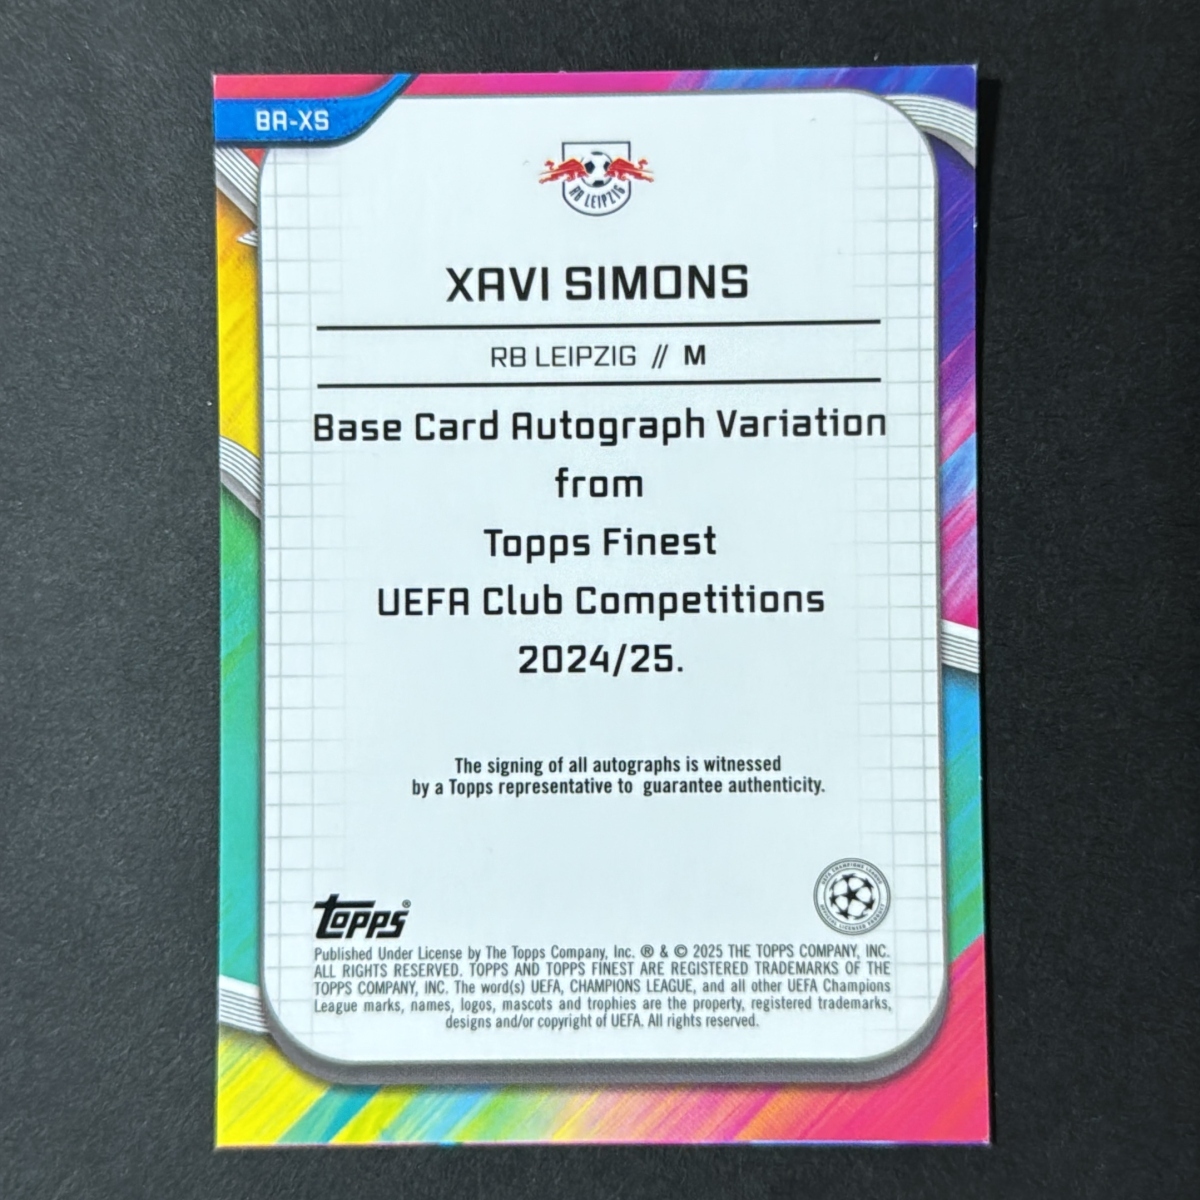 BA-XS
RB LEIPZIG
XAVI SIMONS
RB LEIPZIG // M
Base Card Autograph Variation
from
Topps Finest
UEFA Club Competitions
2024/25.
The signing of all autographs is witnessed
by a Topps representative to guarantee authenticity.
topps®
Published Under License by The Topps Company, Inc. ® & © 2025 THE TOPPS COMPANY, INC.
ALL RIGHTS RESERVED. TOPPS AND TOPPS FINEST ARE REGISTERED TRADEMARKS OF THE
TOPPS COMPANY, INC. The word(s) UEFA, CHAMPIONS LEAGUE, and all other UEFA Champions
League marks, names, logos, mascots and trophies are the property, registered trademarks,
designs and/or copyright of UEFA. All rights reserved.